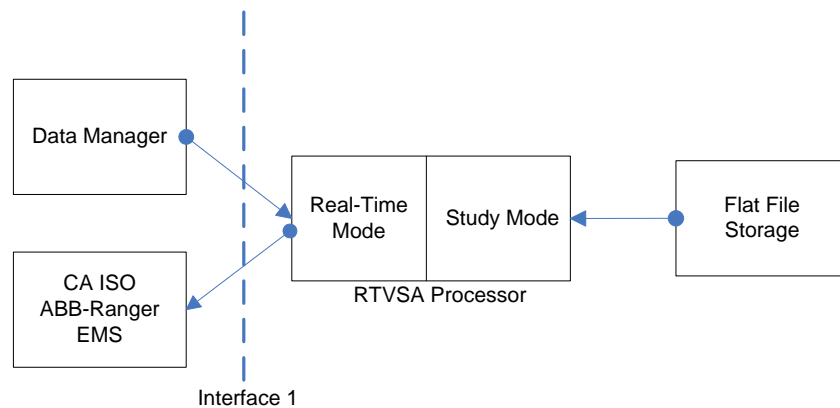 Data Manager
CA ISO
ABB-Ranger
EMS
Interface 1
Real-Time
Mode
Study Mode
RTVSA Processor
Flat File
Storage